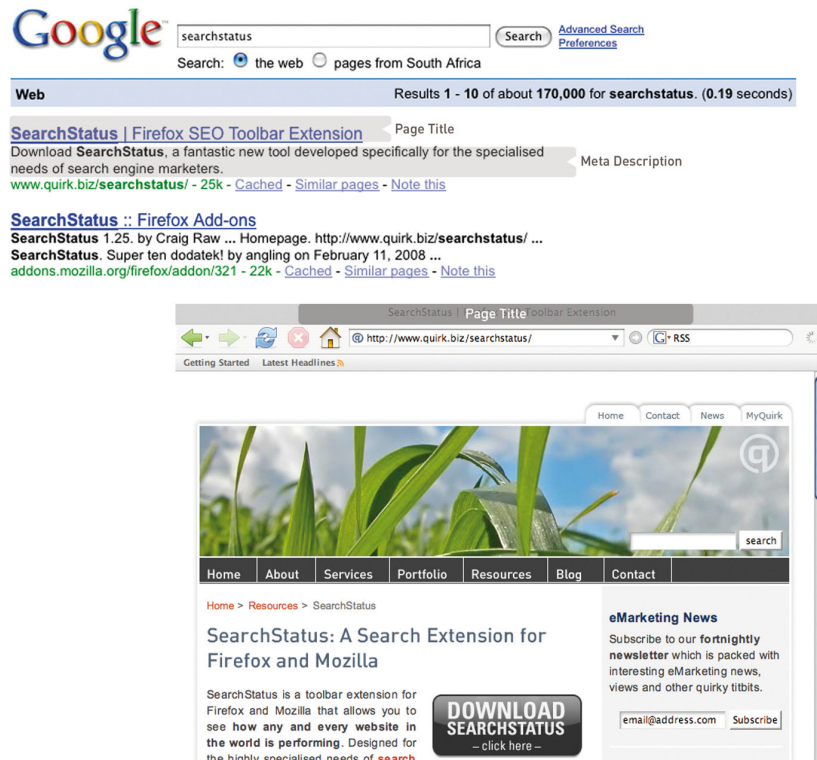 Google
searchstatus
Search
Advanced Search
Preferences
Search: the web pages from South Africa
Web
Results 1 - 10 of about 170,000 for searchstatus. (0.19 seconds)
SearchStatus | Firefox SEO Toolbar Extension
Page Title
Download SearchStatus, a fantastic new tool developed specifically for the specialised
needs of search engine marketers.
Meta Description
www.quirk.biz/searchstatus/ - 25k - Cached - Similar pages - Note this
SearchStatus :: Firefox Add-ons
SearchStatus 1.25. by Craig Raw ... Homepage. http://www.quirk.biz/searchstatus/ ...
SearchStatus. Super ten dodatek! by angling on February 11, 2008 ...
addons.mozilla.org/firefox/addon/321 - 22k - Cached - Similar pages - Note this
SearchStatus | Page Title Toolbar Extension
http://www.quirk.biz/searchstatus/
G RSS
Getting Started Latest Headlines
Home Contact News MyQuirk
q
search
Home About Services Portfolio Resources Blog Contact
Home > Resources > SearchStatus
SearchStatus: A Search Extension for
Firefox and Mozilla
SearchStatus is a toolbar extension for
Firefox and Mozilla that allows you to
see how any and every website in
the world is performing. Designed for
the highly specialised needs of search
DOWNLOAD
SEARCHSTATUS
– click here –
eMarketing News
Subscribe to our fortnightly
newsletter which is packed with
interesting eMarketing news,
views and other quirky titbits.
email@address.com Subscribe